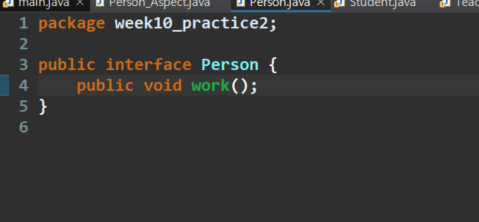 main.java Person_Aspect.java Person.java Student.java
1 package week10_practice2;
2
3 public interface Person {
4     public void work();
5 }
6